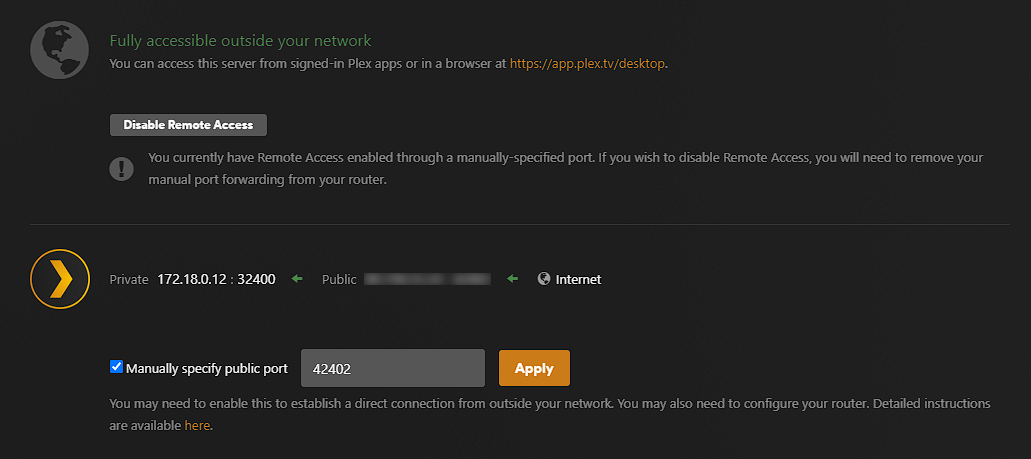 Fully accessible outside your network
You can access this server from signed-in Plex apps or in a browser at https://app.plex.tv/desktop.
Disable Remote Access
You currently have Remote Access enabled through a manually-specified port. If you wish to disable Remote Access, you will need to remove your
manual port forwarding from your router.
Private 172.18.0.12 : 32400 Public Internet
Manually specify public port 42402 Apply
You may need to enable this to establish a direct connection from outside your network. You may also need to configure your router. Detailed instructions
are available here.